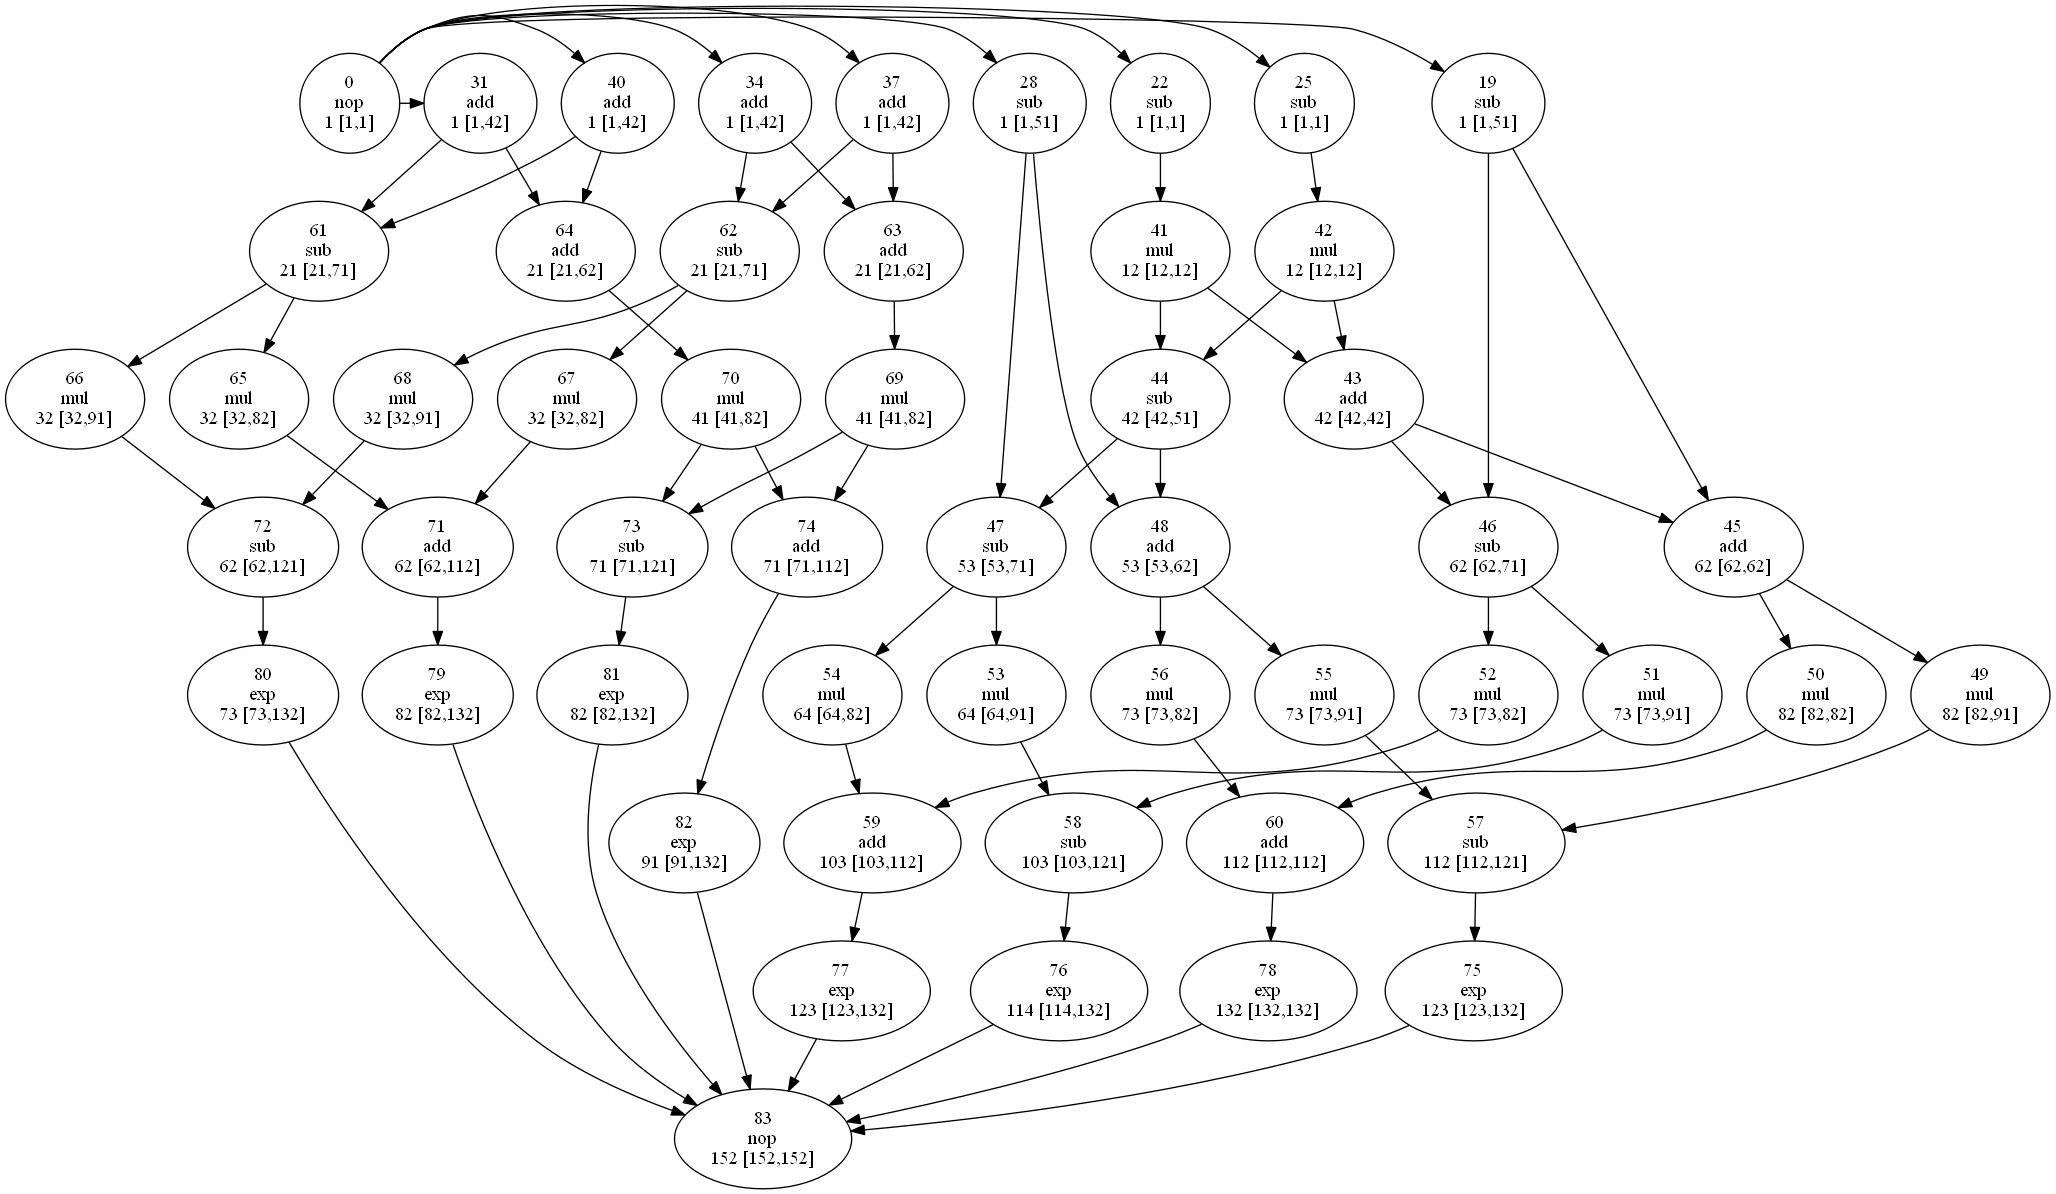 0
nop
1 [1,1]
31
add
1 [1,42]
40
add
1 [1,42]
34
add
1 [1,42]
37
add
1 [1,42]
28
sub
1 [1,51]
22
sub
1 [1,1]
25
sub
1 [1,1]
19
sub
1 [1,51]
61
sub
21 [21,71]
64
add
21 [21,62]
62
sub
21 [21,71]
63
add
21 [21,62]
41
mul
12 [12,12]
42
mul
12 [12,12]
66
mul
32 [32,91]
65
mul
32 [32,82]
68
mul
32 [32,91]
67
mul
32 [32,82]
70
mul
41 [41,82]
69
mul
41 [41,82]
44
sub
42 [42,51]
43
add
42 [42,42]
72
sub
62 [62,121]
71
add
62 [62,112]
73
sub
71 [71,121]
74
add
71 [71,112]
47
sub
53 [53,71]
48
add
53 [53,62]
46
sub
62 [62,71]
45
add
62 [62,62]
80
exp
73 [73,132]
79
exp
82 [82,132]
81
exp
82 [82,132]
54
mul
64 [64,82]
53
mul
64 [64,91]
56
mul
73 [73,82]
55
mul
73 [73,91]
52
mul
73 [73,82]
51
mul
73 [73,91]
50
mul
82 [82,82]
49
mul
82 [82,91]
82
exp
91 [91,132]
59
add
103 [103,112]
58
sub
103 [103,121]
60
add
112 [112,112]
57
sub
112 [112,121]
77
exp
123 [123,132]
76
exp
114 [114,132]
78
exp
132 [132,132]
75
exp
123 [123,132]
83
nop
152 [152,152]